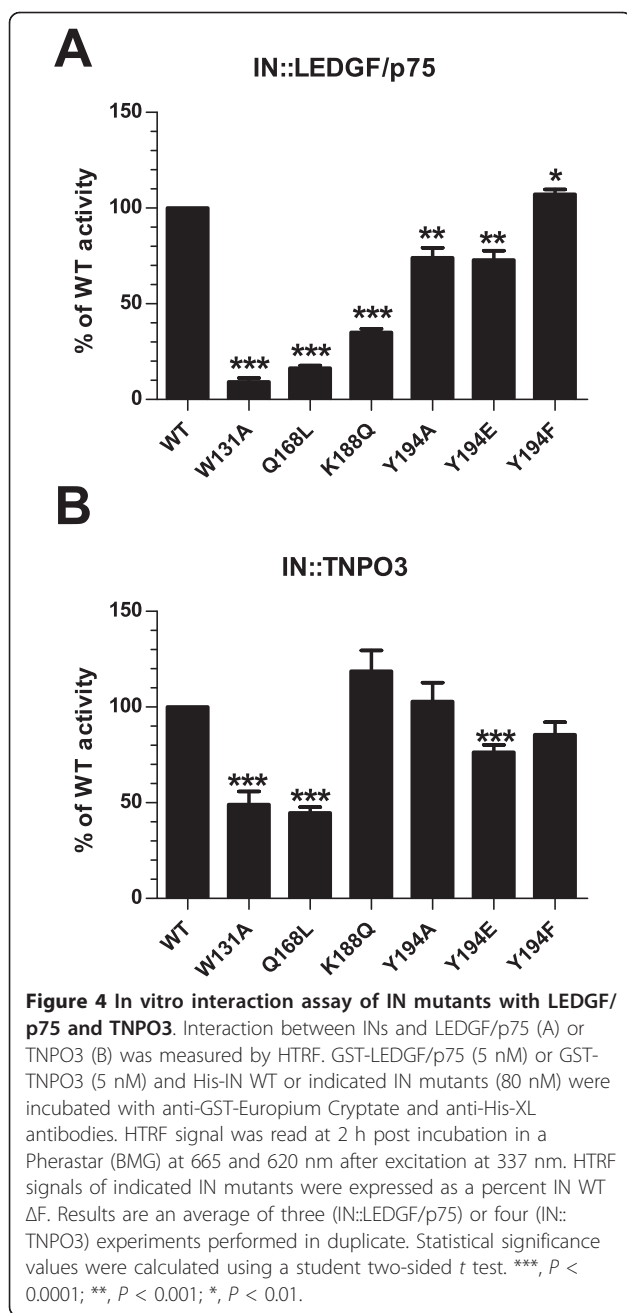 A
IN::LEDGF/p75
150
100
50
0
% of WT activity
***
***
***
**
**
*
WT
W131A
Q168L
K188Q
Y194A
Y194E
Y194F
B
IN::TNPO3
150
100
50
0
% of WT activity
***
***
***
WT
W131A
Q168L
K188Q
Y194A
Y194E
Y194F
Figure 4 In vitro interaction assay of IN mutants with LEDGF/
p75 and TNPO3. Interaction between INs and LEDGF/p75 (A) or
TNPO3 (B) was measured by HTRF. GST-LEDGF/p75 (5 nM) or GST-
TNPO3 (5 nM) and His-IN WT or indicated IN mutants (80 nM) were
incubated with anti-GST-Europium Cryptate and anti-His-XL
antibodies. HTRF signal was read at 2 h post incubation in a
Pherastar (BMG) at 665 and 620 nm after excitation at 337 nm. HTRF
signals of indicated IN mutants were expressed as a percent IN WT
ΔF. Results are an average of three (IN::LEDGF/p75) or four (IN::
TNPO3) experiments performed in duplicate. Statistical significance
values were calculated using a student two-sided t test. ***, P <
0.0001; **, P < 0.001; *, P < 0.01.